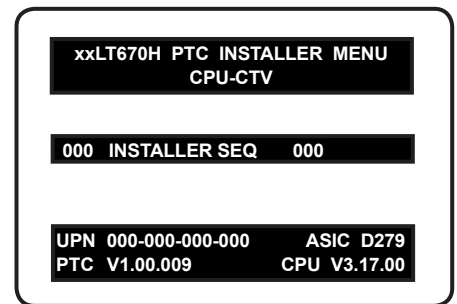 xxLT670H PTC INSTALLER MENU
CPU-CTV
000 INSTALLER SEQ 000
UPN 000-000-000-000 ASIC D279
PTC V1.00.009 CPU V3.17.00